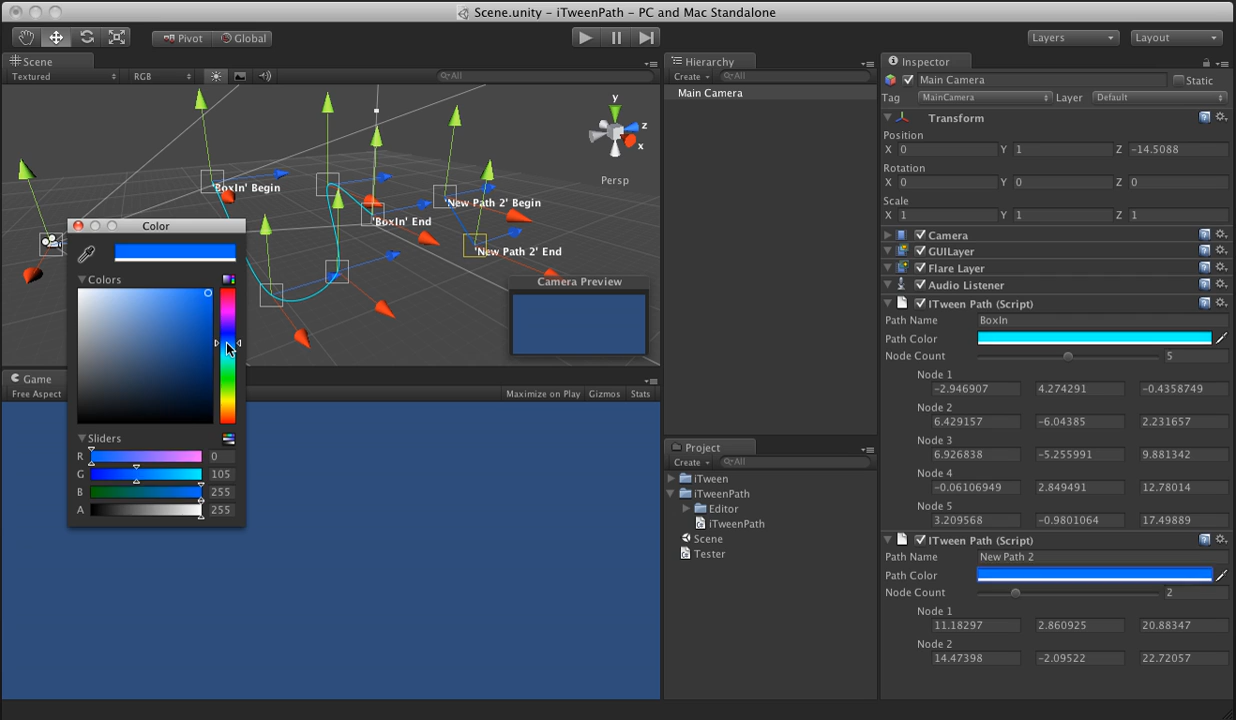 Scene.unity – iTweenPath – PC and Mac Standalone
Pivot Global Layers Layout
Scene
Textured RGB All
y
z
x
Persp
'BoxIn' Begin
'New Path 2' Begin
'BoxIn' End
'New Path 2' End
Camera Preview
Color
Colors
Sliders
R 0
G 105
B 255
A 255
Game
Free Aspect Maximize on Play Gizmos Stats
Hierarchy
Create All
Main Camera
Project
Create All
iTween
iTweenPath
Editor
iTweenPath
Scene
Tester
Inspector
Main Camera Static
Tag MainCamera Layer Default
Transform
Position
X 0 Y 1 Z −14.5088
Rotation
X 0 Y 0 Z 0
Scale
X 1 Y 1 Z 1
Camera
GUILayer
Flare Layer
Audio Listener
ITween Path (Script)
Path Name BoxIn
Path Color
Node Count 5
Node 1
−2.946907 4.274291 −0.4358749
Node 2
6.429157 −6.04385 2.231657
Node 3
6.926838 −5.255991 9.881342
Node 4
−0.06106949 2.849491 12.78014
Node 5
3.209568 −0.9801064 17.49889
ITween Path (Script)
Path Name New Path 2
Path Color
Node Count 2
Node 1
11.18297 2.860925 20.88347
Node 2
14.47398 −2.09522 22.72057